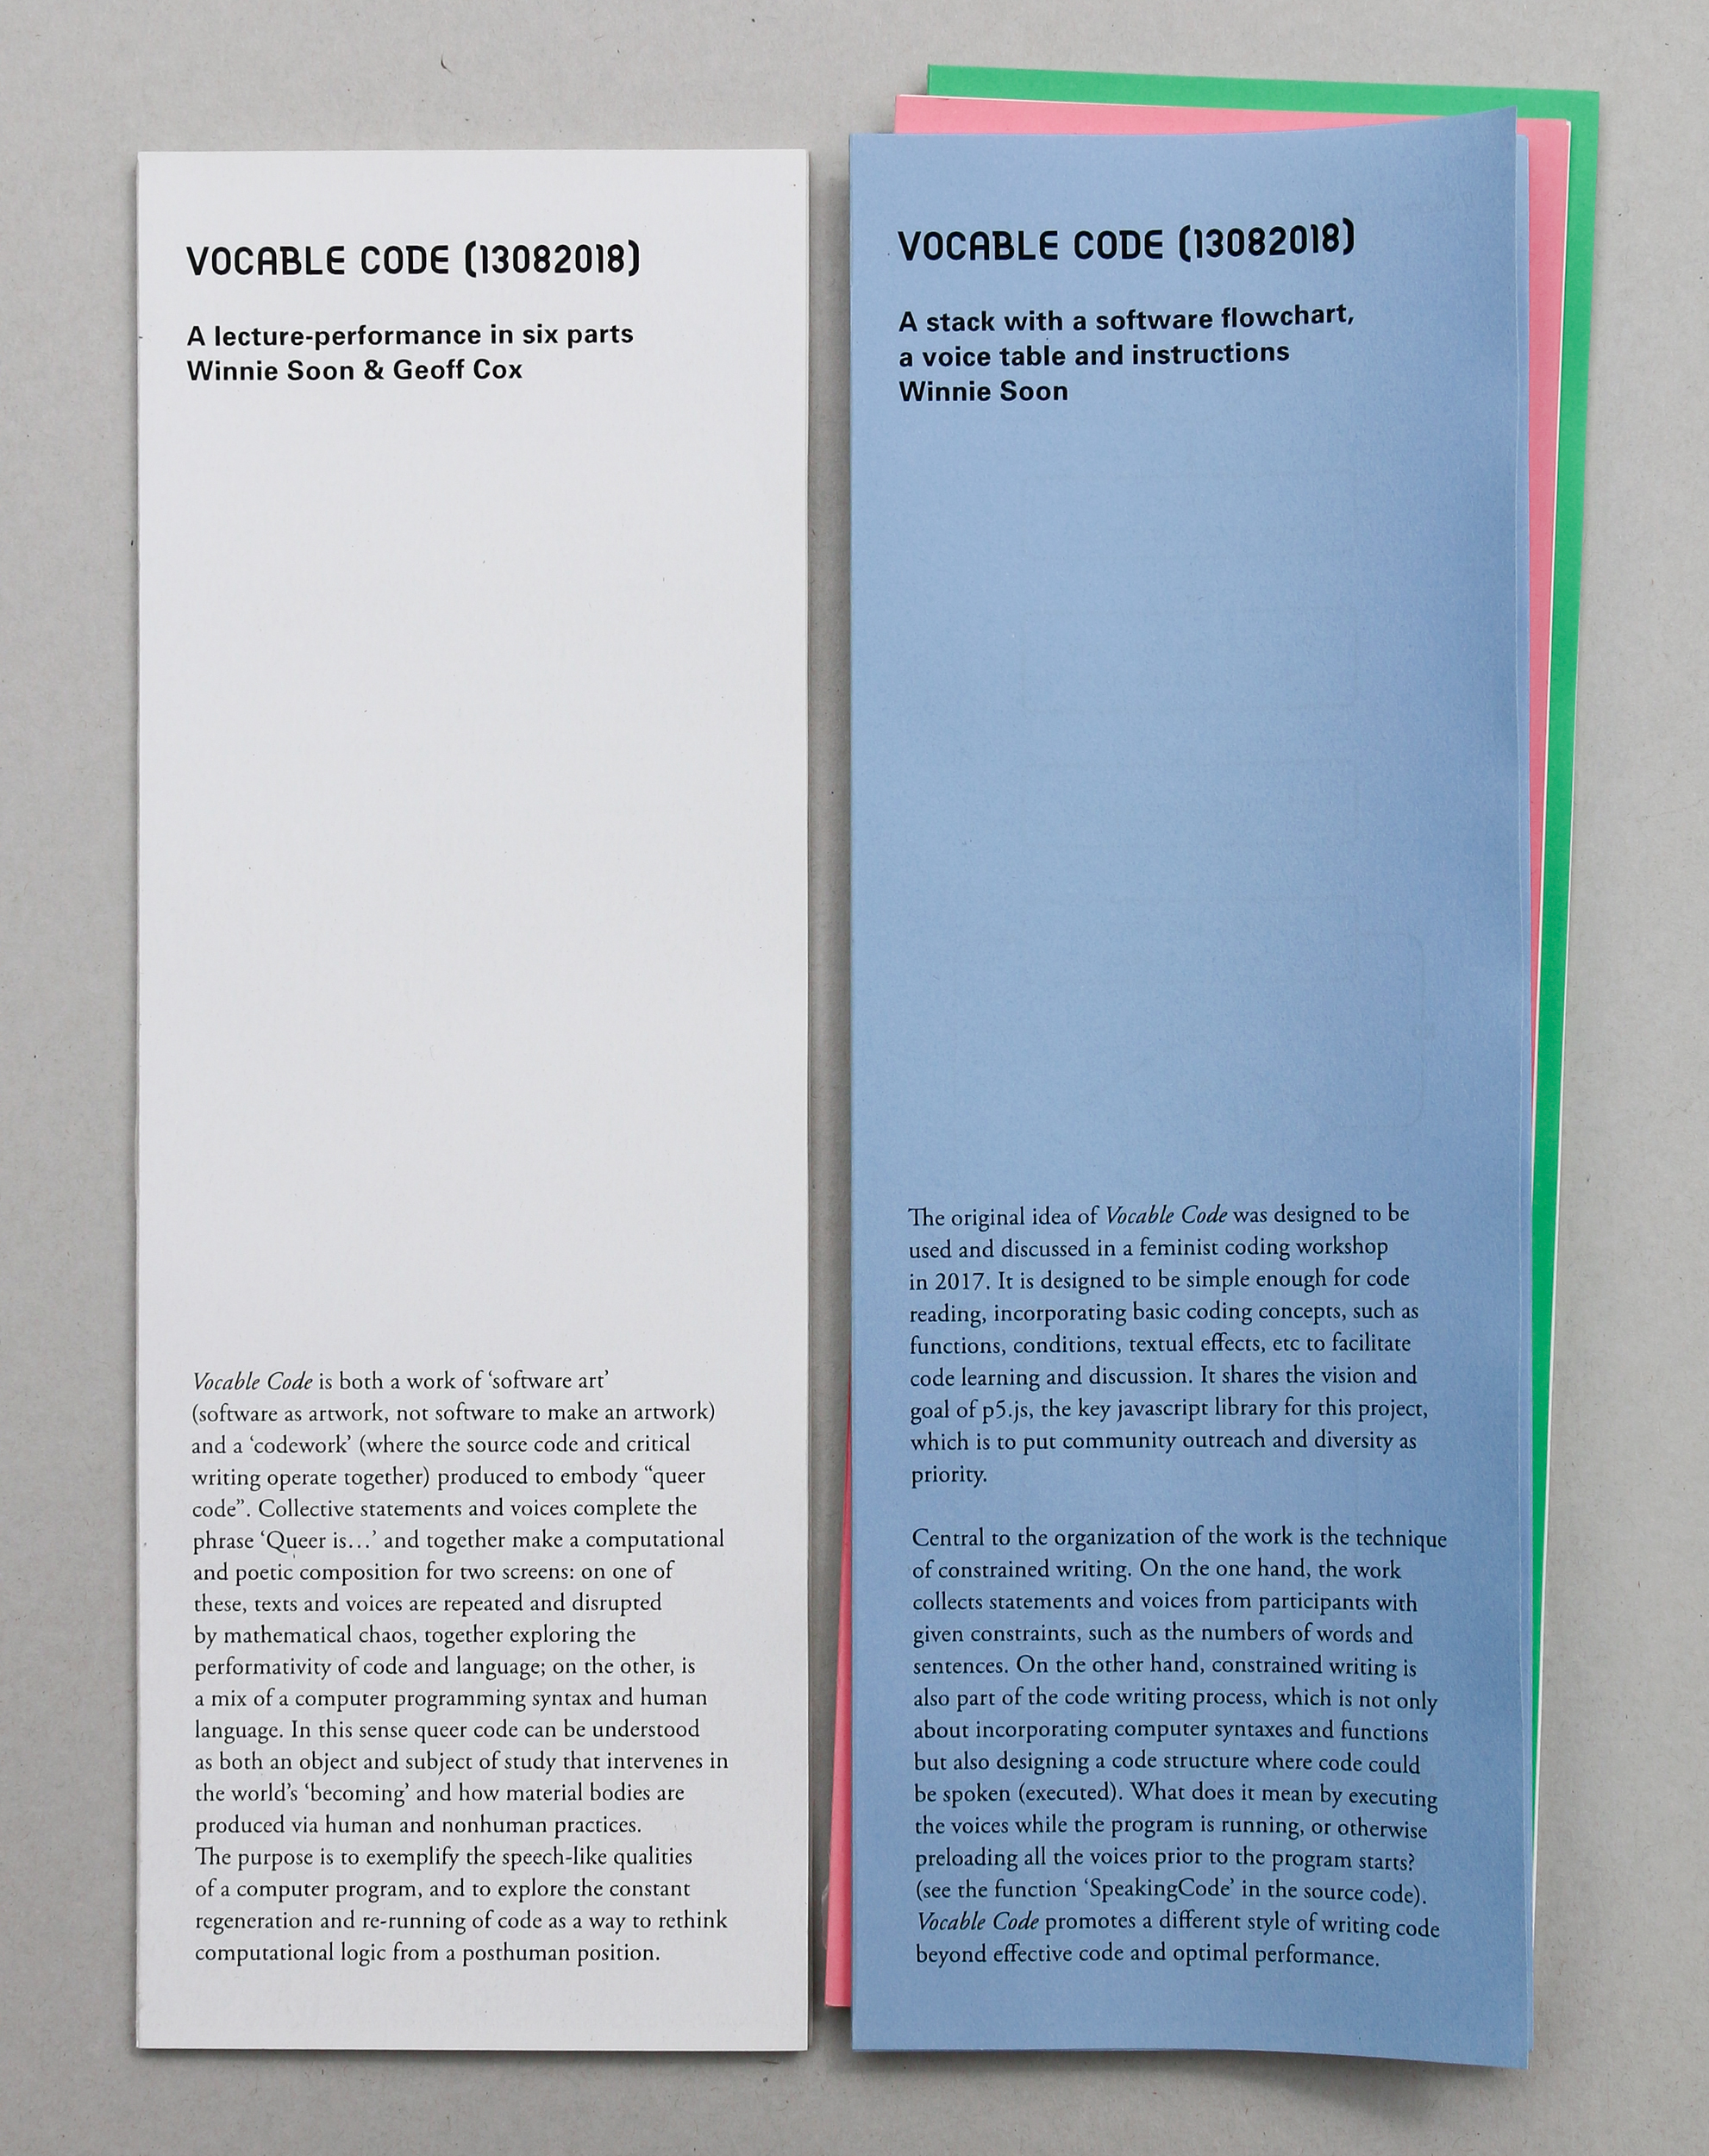 VOCABLE CODE (13082018)
A lecture-performance in six parts
Winnie Soon & Geoff Cox
Vocable Code is both a work of ‘software art’
(software as artwork, not software to make an artwork)
and a ‘codework’ (where the source code and critical
writing operate together) produced to embody “queer
code”. Collective statements and voices complete the
phrase ‘Queer is…’ and together make a computational
and poetic composition for two screens: on one of
these, texts and voices are repeated and disrupted
by mathematical chaos, together exploring the
performativity of code and language; on the other, is
a mix of a computer programming syntax and human
language. In this sense queer code can be understood
as both an object and subject of study that intervenes in
the world’s ‘becoming’ and how material bodies are
produced via human and nonhuman practices.
The purpose is to exemplify the speech-like qualities
of a computer program, and to explore the constant
regeneration and re-running of code as a way to rethink
computational logic from a posthuman position.
VOCABLE CODE (13082018)
A stack with a software flowchart,
a voice table and instructions
Winnie Soon
The original idea of Vocable Code was designed to be
used and discussed in a feminist coding workshop
in 2017. It is designed to be simple enough for code
reading, incorporating basic coding concepts, such as
functions, conditions, textual effects, etc to facilitate
code learning and discussion. It shares the vision and
goal of p5.js, the key javascript library for this project,
which is to put community outreach and diversity as
priority.
Central to the organization of the work is the technique
of constrained writing. On the one hand, the work
collects statements and voices from participants with
given constraints, such as the numbers of words and
sentences. On the other hand, constrained writing is
also part of the code writing process, which is not only
about incorporating computer syntaxes and functions
but also designing a code structure where code could
be spoken (executed). What does it mean by executing
the voices while the program is running, or otherwise
preloading all the voices prior to the program starts?
(see the function ‘SpeakingCode’ in the source code).
Vocable Code promotes a different style of writing code
beyond effective code and optimal performance.